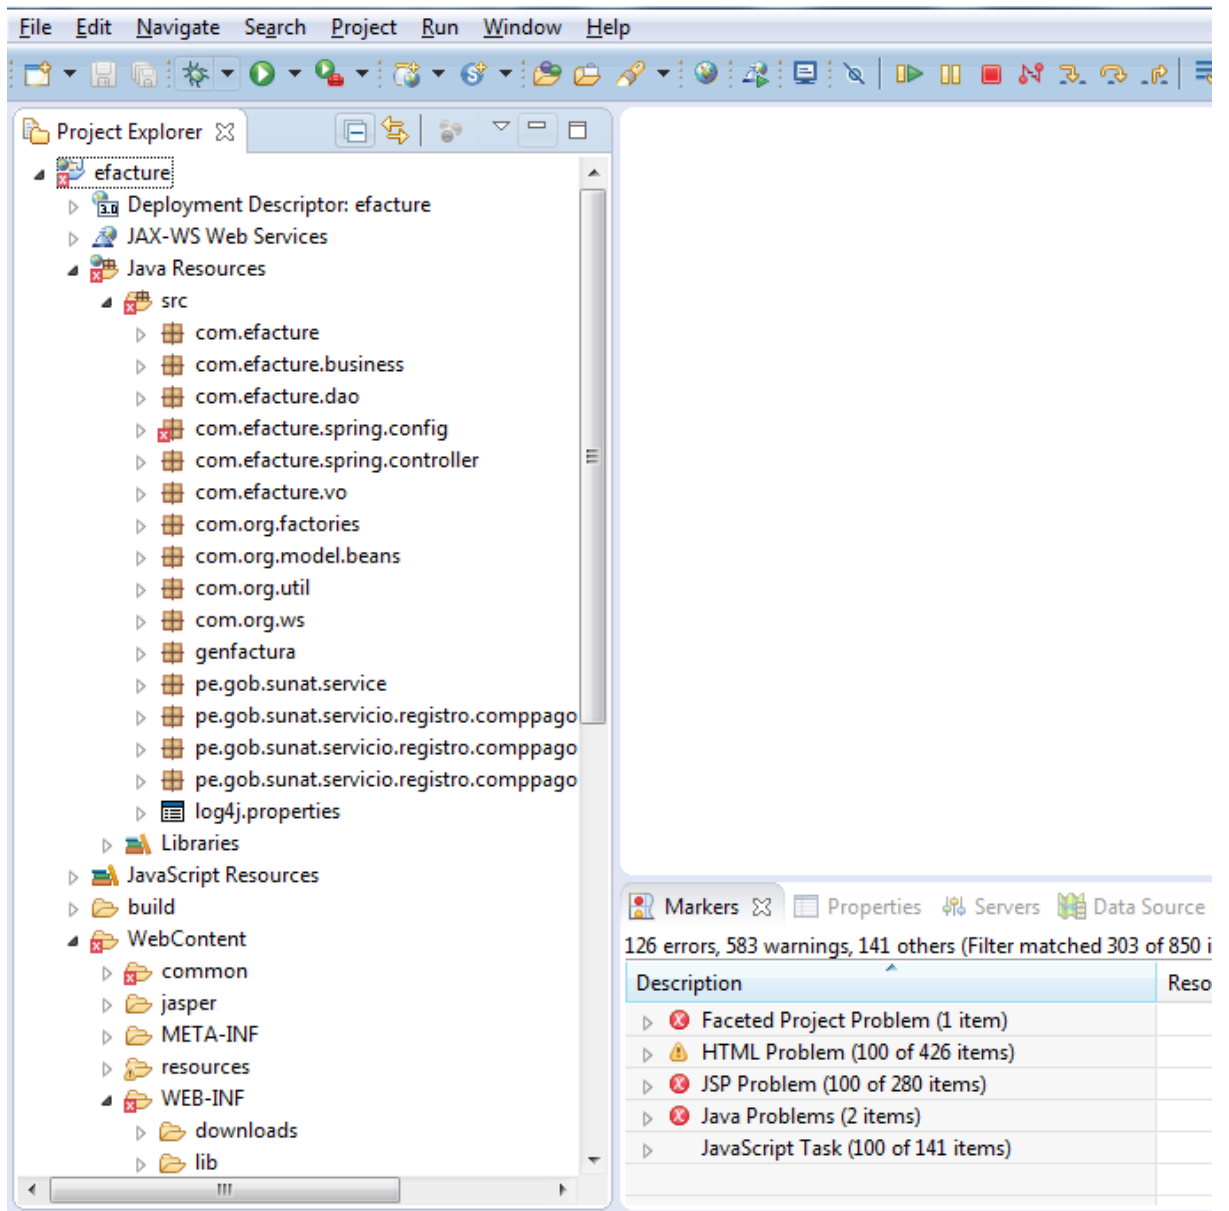 File Edit Navigate Search Project Run Window Help
Project Explorer
efacture
3.0 Deployment Descriptor: efacture
JAX-WS Web Services
Java Resources
src
com.efacture
com.efacture.business
com.efacture.dao
com.efacture.spring.config
com.efacture.spring.controller
com.efacture.vo
com.org.factories
com.org.model.beans
com.org.util
com.org.ws
genfactura
pe.gob.sunat.service
pe.gob.sunat.servicio.registro.comppago
pe.gob.sunat.servicio.registro.comppago
pe.gob.sunat.servicio.registro.comppago
log4j.properties
Libraries
JavaScript Resources
build
WebContent
common
jasper
META-INF
resources
WEB-INF
downloads
lib
Markers Properties Servers Data Source
126 errors, 583 warnings, 141 others (Filter matched 303 of 850 i
Description Reso
Faceted Project Problem (1 item)
HTML Problem (100 of 426 items)
JSP Problem (100 of 280 items)
Java Problems (2 items)
JavaScript Task (100 of 141 items)